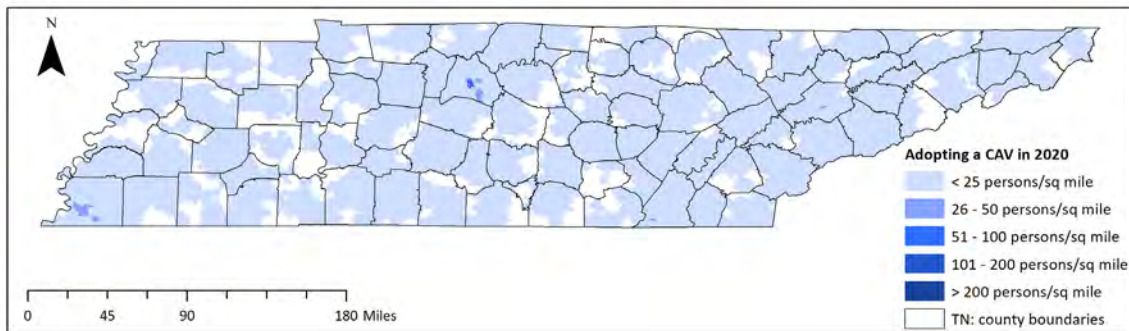 N
Adopting a CAV in 2020
< 25 persons/sq mile
26 - 50 persons/sq mile
51 - 100 persons/sq mile
101 - 200 persons/sq mile
> 200 persons/sq mile
TN: county boundaries
0 45 90 180 Miles